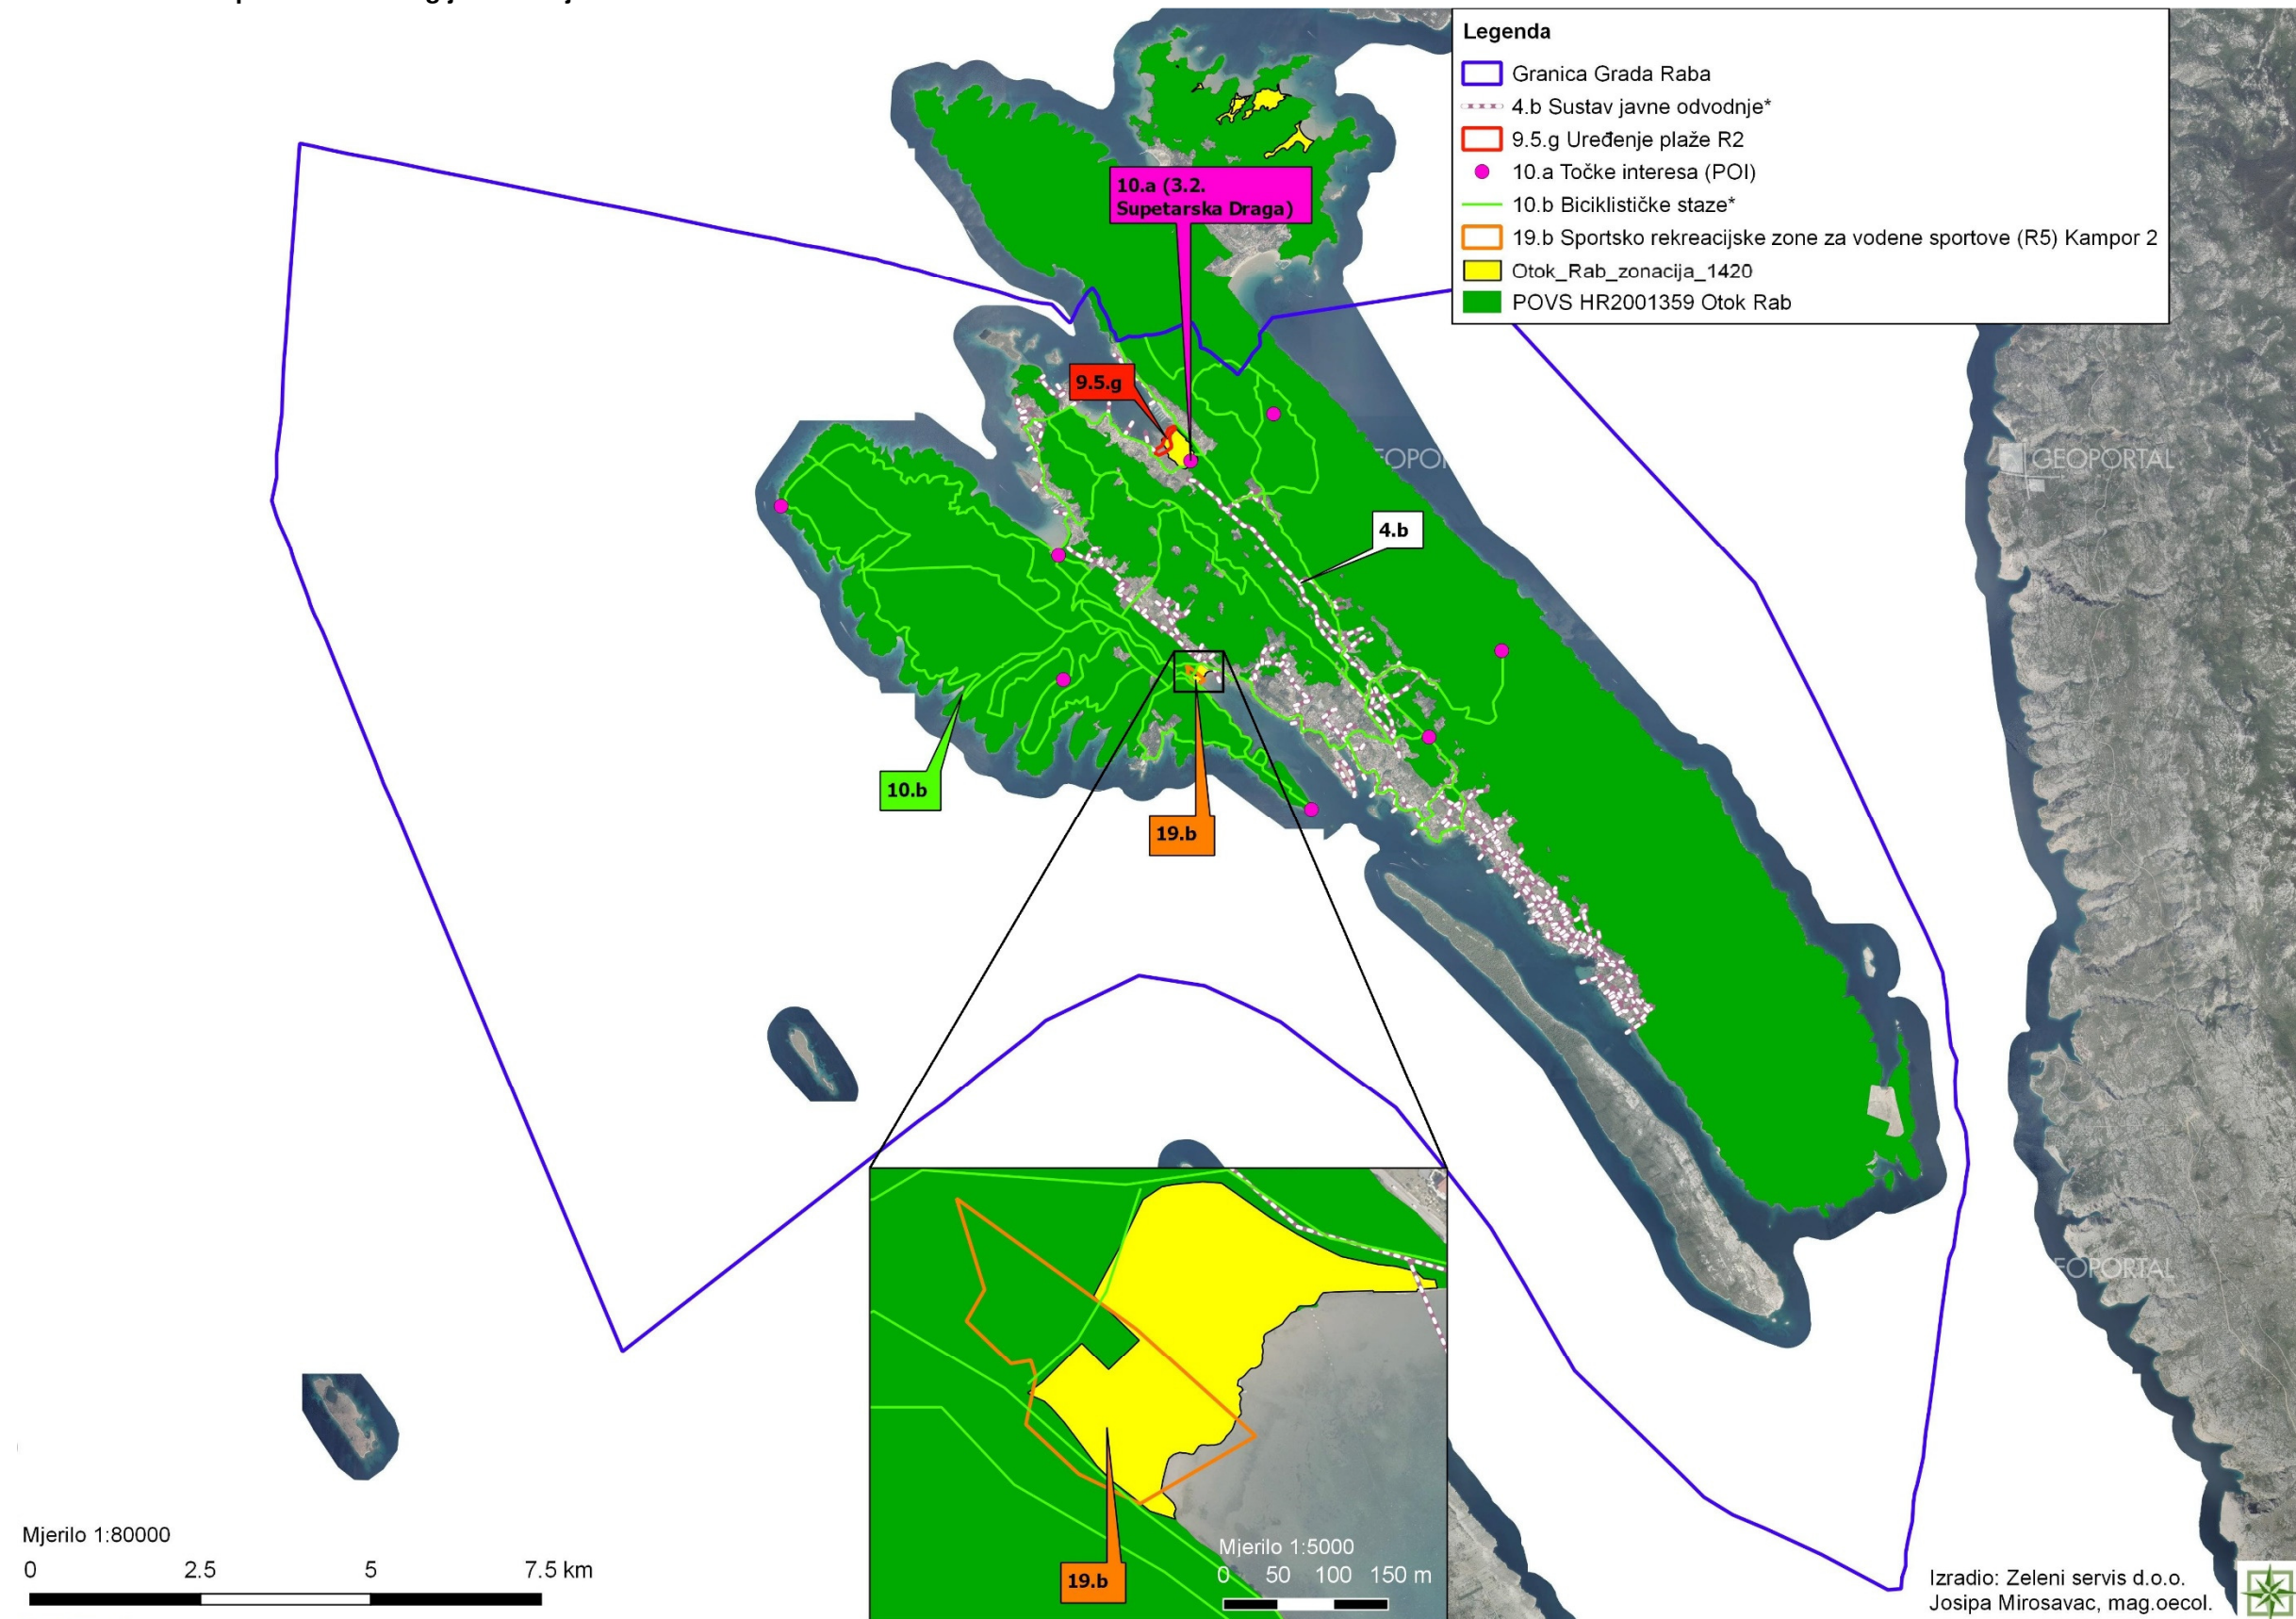 Legenda
Granica Grada Raba
4.b Sustav javne odvodnje*
9.5.g Uređenje plaže R2
10.a Točke interesa (POI)
10.b Biciklističke staze*
19.b Sportsko rekreacijske zone za vodene sportove (R5) Kampor 2
Otok_Rab_zonacija_1420
POVS HR2001359 Otok Rab
10.a (3.2.
Supetarska Draga)
9.5.g
GEOPORTAL
4.b
10.b
19.b
19.b
Mjerilo 1:5000
0 50 100 150 m
Mjerilo 1:80000
0 2.5 5 7.5 km
Izradio: Zeleni servis d.o.o.
Josipa Mirosavac, mag.oecol.